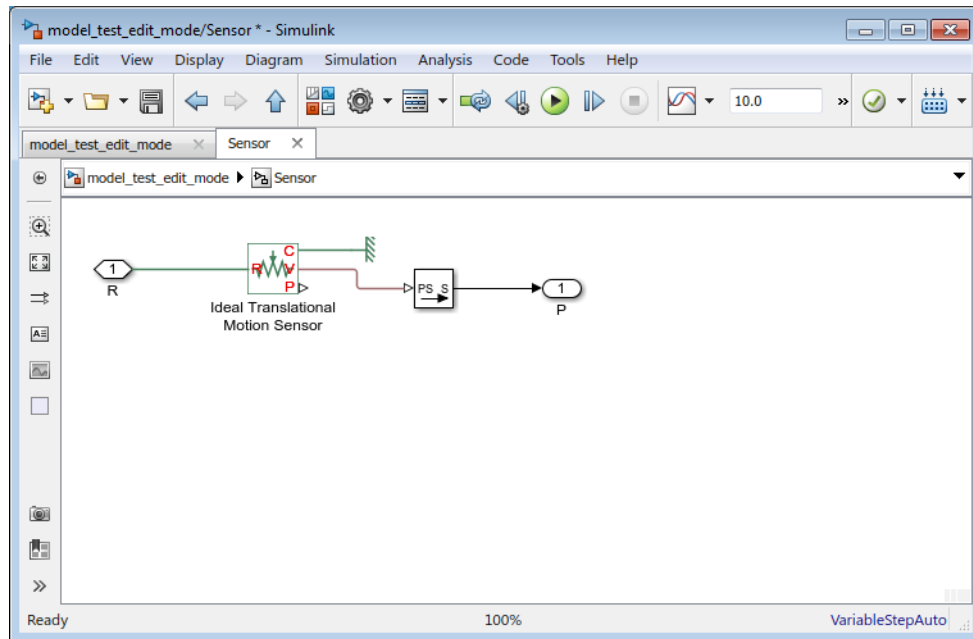 model_test_edit_mode/Sensor * - Simulink
File Edit View Display Diagram Simulation Analysis Code Tools Help
10.0 »
model_test_edit_mode Sensor
model_test_edit_mode Sensor
1
R
R
C
V
P
Ideal Translational
Motion Sensor
PS S
1
P
Ready 100% VariableStepAuto